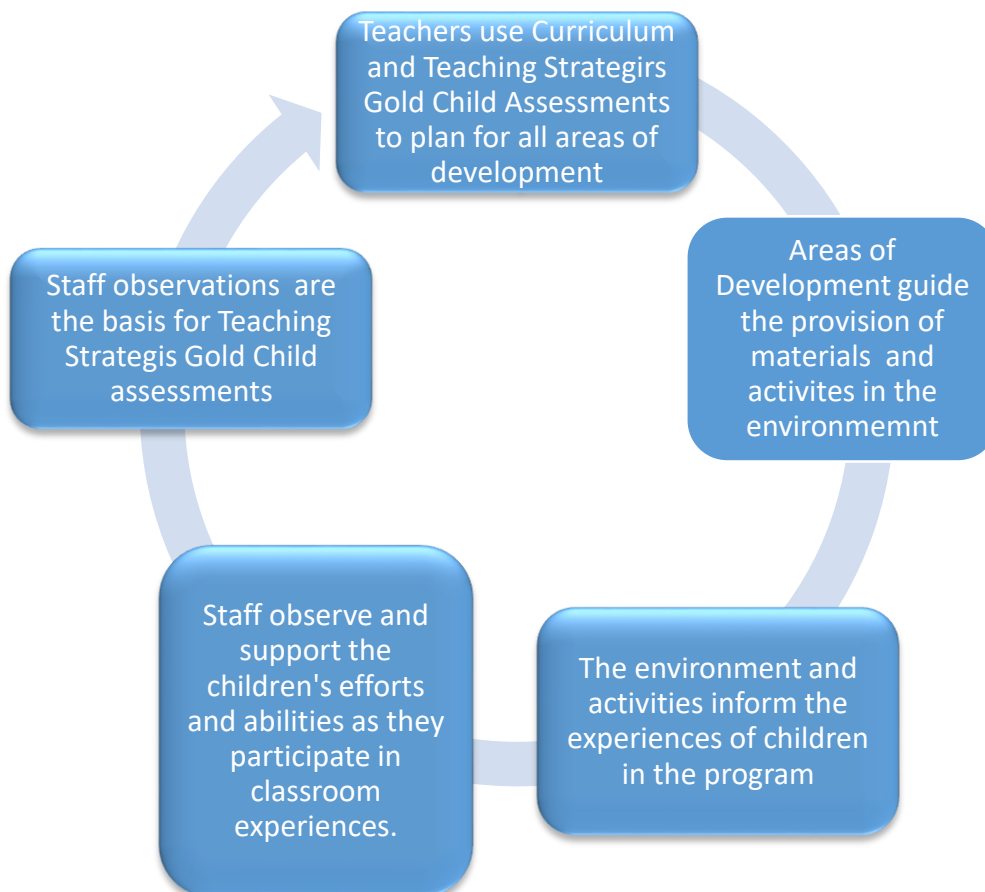 Teachers use Curriculum
and Teaching Strategirs
Gold Child Assessments
to plan for all areas of
development
Areas of
Development guide
the provision of
materials and
activites in the
environmemnt
The environment and
activities inform the
experiences of children
in the program
Staff observe and
support the
children's efforts
and abilities as they
participate in
classroom
experiences.
Staff observations are
the basis for Teaching
Strategis Gold Child
assessments